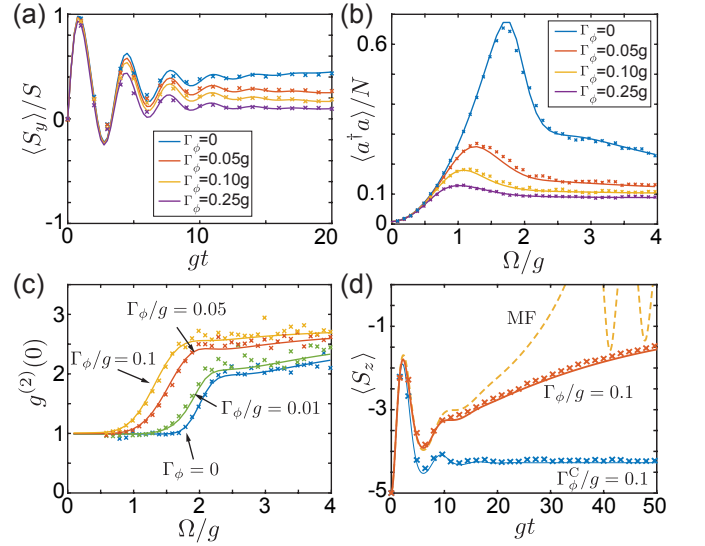 (a)
1
0
-1
⟨S_y⟩/S
0
5
10
15
20
gt
Γ_ϕ=0
Γ_ϕ=0.05g
Γ_ϕ=0.10g
Γ_ϕ=0.25g
(b)
0.6
0.1
⟨a†a⟩/N
0
1
2
3
4
Ω/g
Γ_ϕ=0
Γ_ϕ=0.05g
Γ_ϕ=0.10g
Γ_ϕ=0.25g
(c)
3
2
1
0
g^(2)(0)
0
1
2
3
4
Ω/g
Γ_ϕ/g = 0.05
Γ_ϕ/g = 0.1
Γ_ϕ/g = 0.01
Γ_ϕ = 0
(d)
-1
-3
-5
⟨S_z⟩
0
10
20
30
40
50
gt
MF
Γ_ϕ/g = 0.1
Γ_ϕ^C/g = 0.1